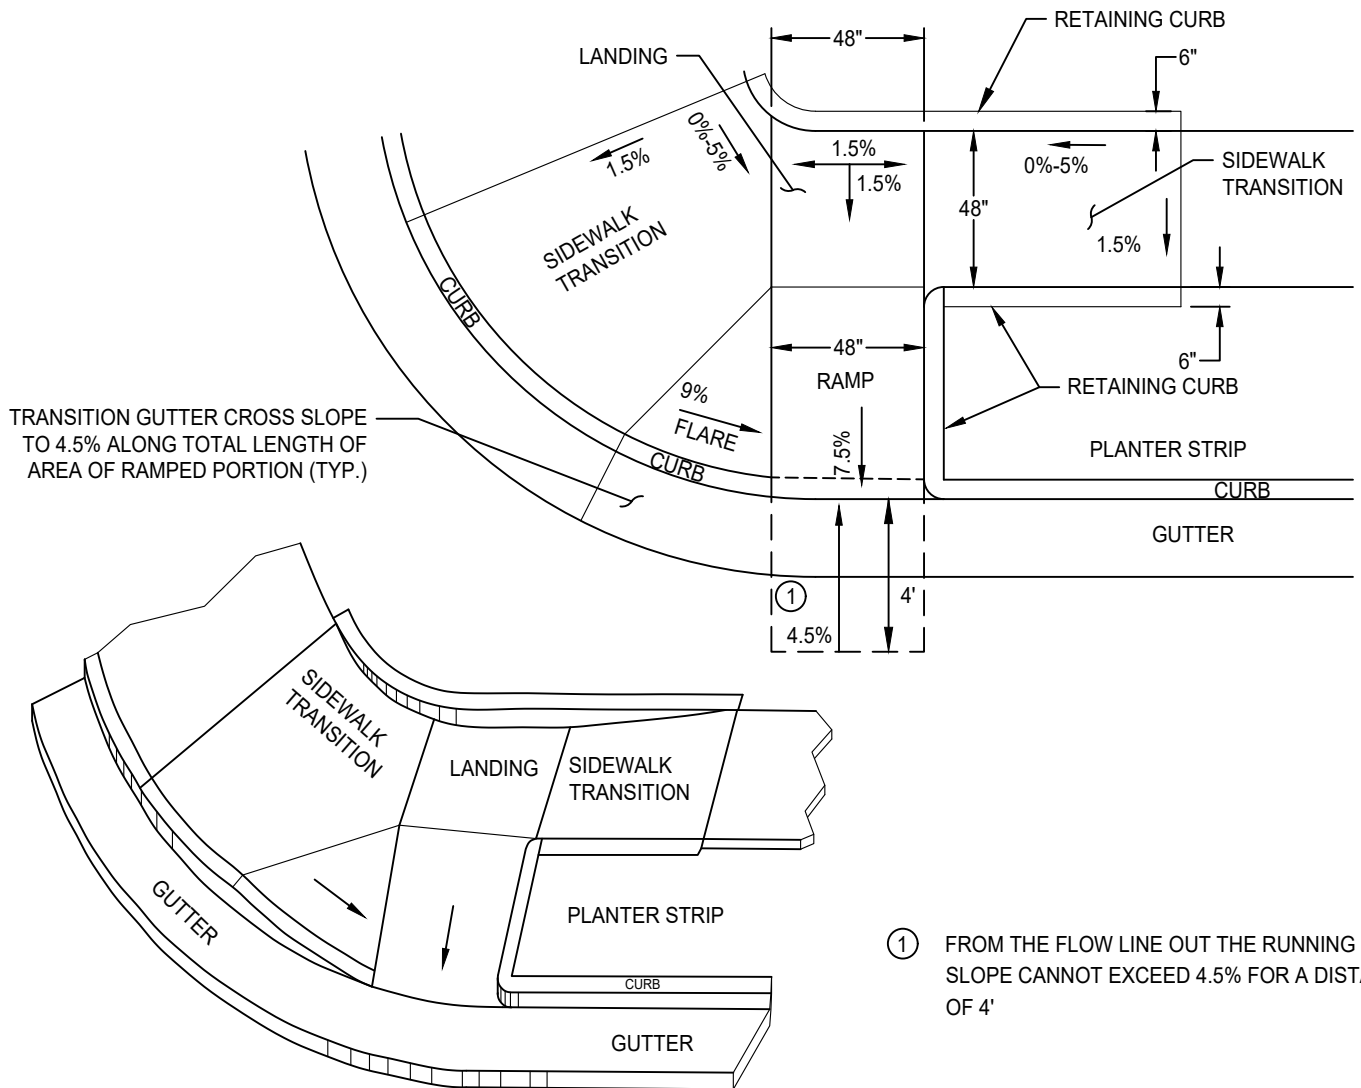 RETAINING CURB
48"
LANDING
6"
0%-5%
1.5%
1.5%
1.5%
0%-5%
SIDEWALK
TRANSITION
48"
1.5%
SIDEWALK
TRANSITION
CURB
48"
6"
RAMP
RETAINING CURB
9%
FLARE
7.5%
TRANSITION GUTTER CROSS SLOPE
TO 4.5% ALONG TOTAL LENGTH OF
AREA OF RAMPED PORTION (TYP.)
PLANTER STRIP
CURB
CURB
GUTTER
1
4'
4.5%
SIDEWALK
TRANSITION
LANDING
SIDEWALK
TRANSITION
GUTTER
PLANTER STRIP
CURB
GUTTER
1 FROM THE FLOW LINE OUT THE RUNNING
SLOPE CANNOT EXCEED 4.5% FOR A
OF 4'